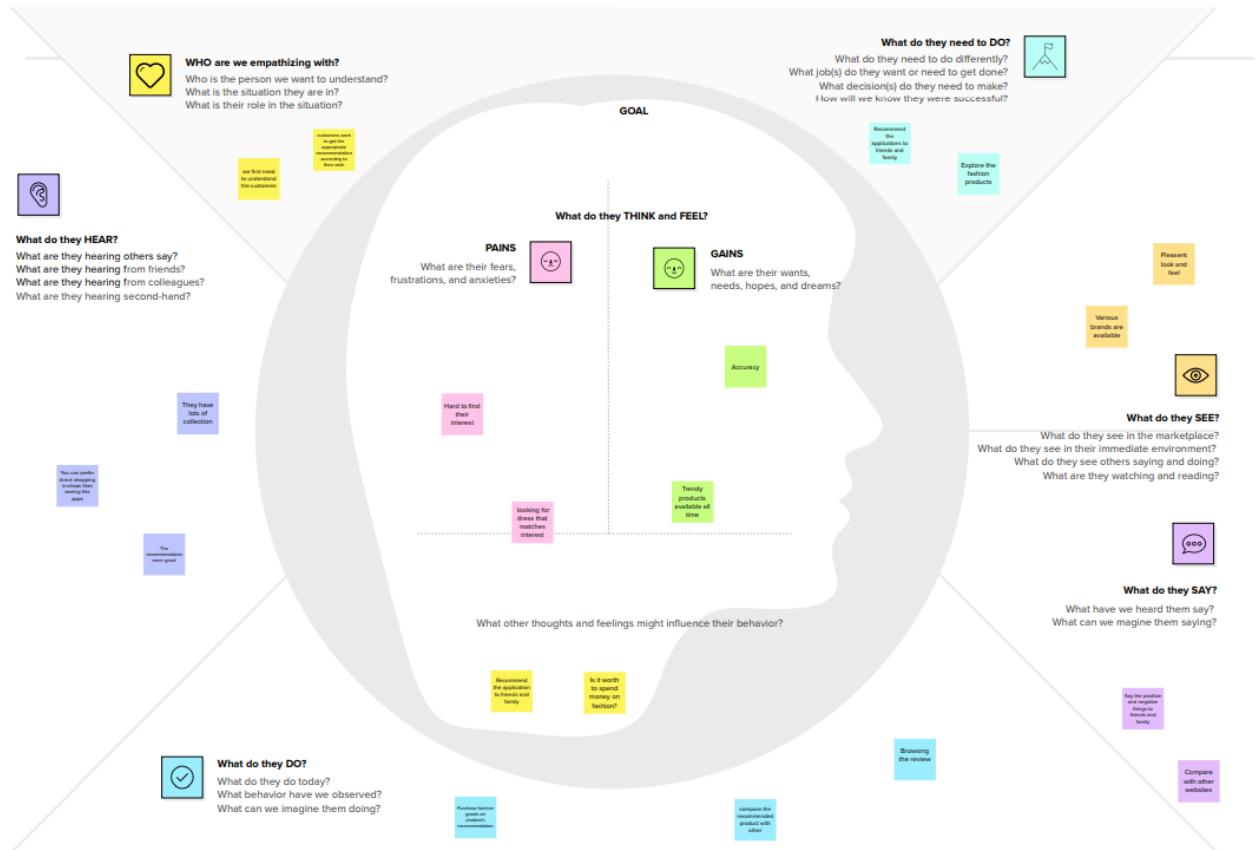 WHO are we empathizing with?
Who is the person we want to understand?
What is the situation they are in?
What is their role in the situation?
customers want
to get the
appropriate
recommendation
according to
their wish
we first need
to understand
the customers
What do they need to DO?
What do they need to do differently?
What job(s) do they want or need to get done?
What decision(s) do they need to make?
How will we know they were successful?
Recommend
the
applications to
friends and
family
Explore the
fashion
products
GOAL
What do they HEAR?
What are they hearing others say?
What are they hearing from friends?
What are they hearing from colleagues?
What are they hearing second-hand?
They have
lots of
collection
You can prefer
direct shopping
in shops than
seeing this
apps
The
recommendation
were good
What do they THINK and FEEL?
PAINS
What are their fears,
frustrations, and anxieties?
Hard to find
their
interest
looking for
dress that
matches
interest
GAINS
What are their wants,
needs, hopes, and dreams?
Accuracy
Trendy
products
available all
time
Pleasent
look and
feel
Various
brands are
available
What do they SEE?
What do they see in the marketplace?
What do they see in their immediate environment?
What do they see others saying and doing?
What are they watching and reading?
What do they SAY?
What have we heard them say?
What can we magine them saying?
Say the positive
and negative
things to
friends and
family
Compare
with other
websites
What other thoughts and feelings might influence their behavior?
Recommend
the application
to friends and
family
Is it worth
to spend
money on
fashion?
What do they DO?
What do they do today?
What behavior have we observed?
What can we imagine them doing?
Purchase fashion
goods on
chatbot's
recommendation
compare the
recommended
product with
other
Browsing
the review